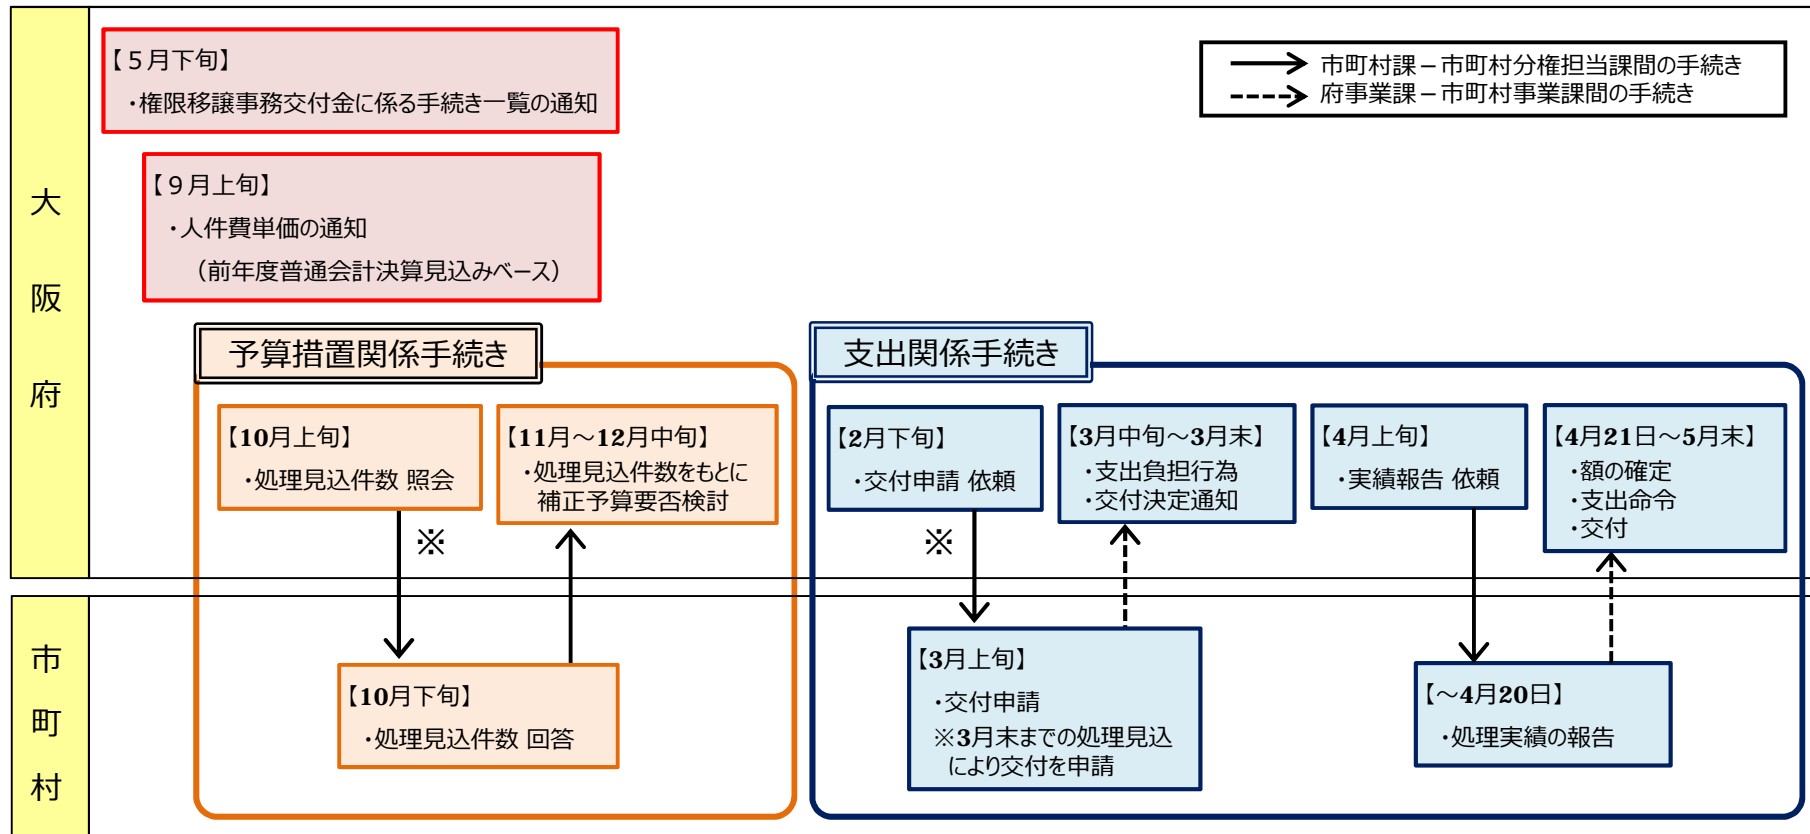 大阪府
【５月下旬】
・権限移譲事務交付金に係る手続き一覧の通知
市町村課－市町村分権担当課間の手続き
府事業課－市町村事業課間の手続き
【９月上旬】
・人件費単価の通知
（前年度普通会計決算見込みベース）
予算措置関係手続き
【10月上旬】
・処理見込件数 照会
※
【11月～12月中旬】
・処理見込件数をもとに
補正予算要否検討
支出関係手続き
【2月下旬】
・交付申請 依頼
※
【3月中旬～3月末】
・支出負担行為
・交付決定通知
【4月上旬】
・実績報告 依頼
【4月21日～5月末】
・額の確定
・支出命令
・交付
市町村
【10月下旬】
・処理見込件数 回答
【3月上旬】
・交付申請
※3月末までの処理見込
により交付を申請
【～4月20日】
・処理実績の報告